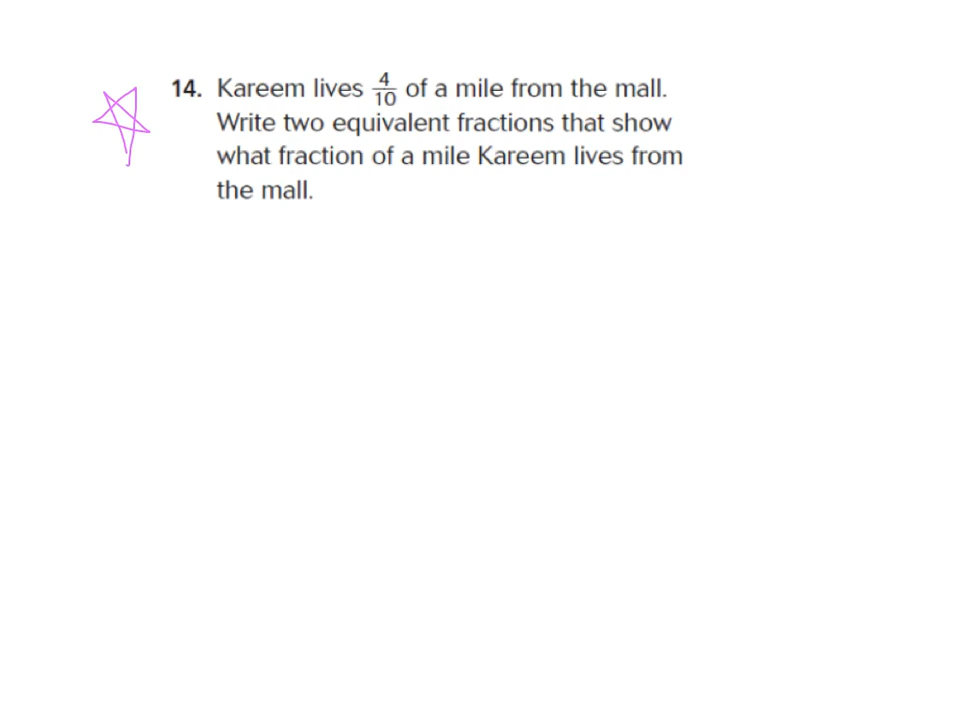 14. Kareem lives 4/10 of a mile from the mall.
Write two equivalent fractions that show
what fraction of a mile Kareem lives from
the mall.